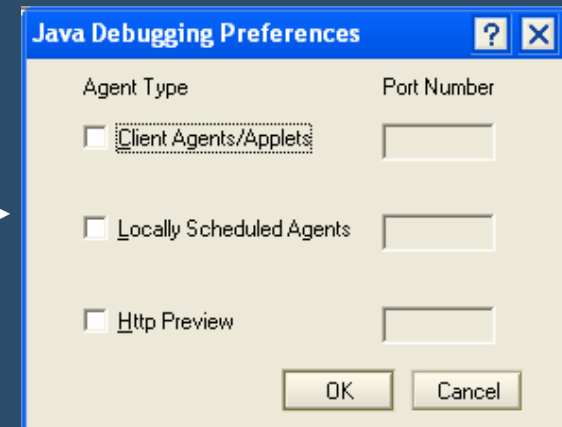 Java Debugging Preferences
Agent Type Port Number
Client Agents/Applets
Locally Scheduled Agents
Http Preview
OK Cancel